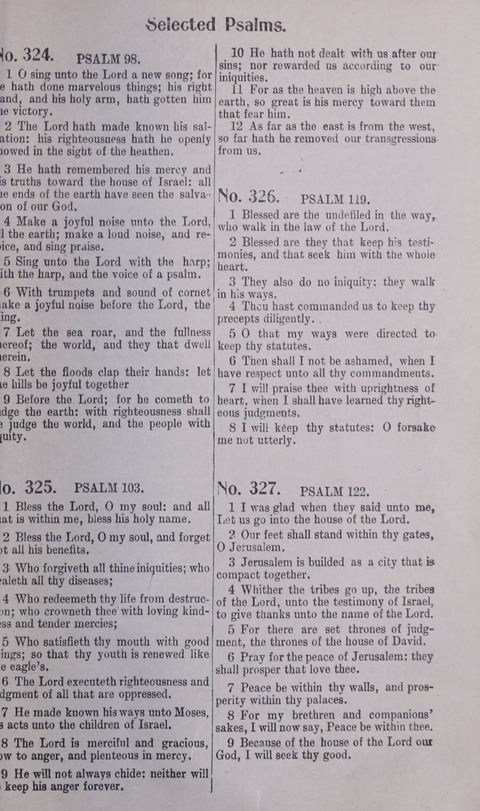 Selected Psalms.
No. 324. PSALM 98.
1 O sing unto the Lord a new song; for
e hath done marvelous things; his right
and, and his holy arm, hath gotten him
e victory.
2 The Lord hath made known his sal-
ation: his righteousness hath he openly
howed in the sight of the heathen.
3 He hath remembered his mercy and
is truths toward the house of Israel: all
he ends of the earth have seen the salva-
on of our God.
4 Make a joyful noise unto the Lord,
ll the earth; make a loud noise, and re-
oice, and sing praise.
5 Sing unto the Lord with the harp;
ith the harp, and the voice of a psalm.
6 With trumpets and sound of cornet
ake a joyful noise before the Lord, the
ing.
7 Let the sea roar, and the fullness
hereof; the world, and they that dwell
herein.
8 Let the floods clap their hands: let
he hills be joyful together
9 Before the Lord; for he cometh to
udge the earth: with righteousness shall
e judge the world, and the people with
quity.
No. 325. PSALM 103.
1 Bless the Lord, O my soul: and all
hat is within me, bless his holy name.
2 Bless the Lord, O my soul, and forget
ot all his benefits.
3 Who forgiveth all thine iniquities; who
ealeth all thy diseases;
4 Who redeemeth thy life from destruc-
on; who crowneth thee with loving kind-
ess and tender mercies;
5 Who satisfieth thy mouth with good
ings; so that thy youth is renewed like
e eagle's.
6 The Lord executeth righteousness and
dgment of all that are oppressed.
7 He made known his ways unto Moses,
s acts unto the children of Israel.
8 The Lord is merciful and gracious,
ow to anger, and plenteous in mercy.
9 He will not always chide: neither will
keep his anger forever.
10 He hath not dealt with us after our
sins; nor rewarded us according to our
iniquities.
11 For as the heaven is high above the
earth, so great is his mercy toward them
that fear him.
12 As far as the east is from the west,
so far hath he removed our transgressions
from us.
No. 326. PSALM 119.
1 Blessed are the undefiled in the way,
who walk in the law of the Lord.
2 Blessed are they that keep his testi-
monies, and that seek him with the whole
heart.
3 They also do no iniquity: they walk
in his ways.
4 Thou hast commanded us to keep thy
precepts diligently.
5 O that my ways were directed to
keep thy statutes.
6 Then shall I not be ashamed, when I
have respect unto all thy commandments.
7 I will praise thee with uprightness of
heart, when I shall have learned thy right-
eous judgments.
8 I will keep thy statutes: O forsake
me not utterly.
No. 327. PSALM 122.
1 I was glad when they said unto me,
Let us go into the house of the Lord.
2 Our feet shall stand within thy gates,
O Jerusalem.
3 Jerusalem is builded as a city that is
compact together.
4 Whither the tribes go up, the tribes
of the Lord, unto the testimony of Israel,
to give thanks unto the name of the Lord.
5 For there are set thrones of judg-
ment, the thrones of the house of David.
6 Pray for the peace of Jerusalem: they
shall prosper that love thee.
7 Peace be within thy walls, and pros-
perity within thy palaces.
8 For my brethren and companions'
sakes, I will now say, Peace be within thee.
9 Because of the house of the Lord our
God, I will seek thy good.